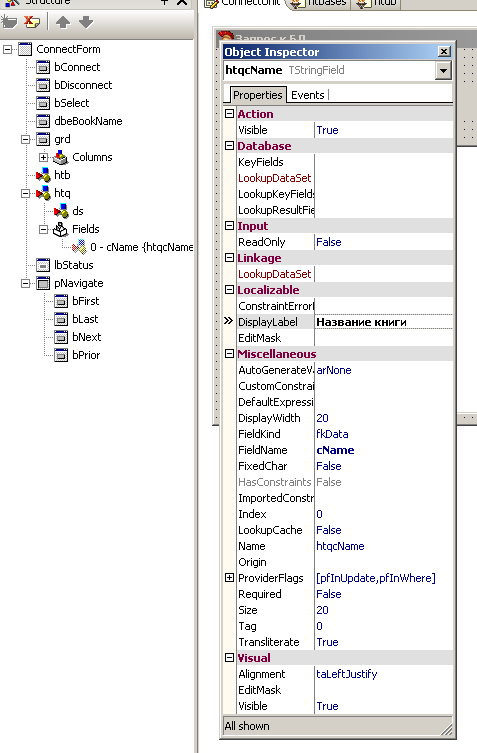 Structure
ConnectForm
bConnect
bDisconnect
bSelect
dbeBookName
grd
Columns
htb
htq
ds
Fields
0 - cName {htqcName
lbStatus
pNavigate
bFirst
bLast
bNext
bPrior
ConnectUnit
htbases
htdb
Запрос к БД
Object Inspector
htqcName TStringField
Properties Events
Action
Visible True
Database
KeyFields
LookupDataSet
LookupKeyFields
LookupResultFie
Input
ReadOnly False
Linkage
LookupDataSet
Localizable
ConstraintErrorI
DisplayLabel Название книги
EditMask
Miscellaneous
AutoGenerateVa arNone
CustomConstrai
DefaultExpressi
DisplayWidth 20
FieldKind fkData
FieldName cName
FixedChar False
HasConstraints False
ImportedConstr
Index 0
LookupCache False
Name htqcName
Origin
ProviderFlags [pfInUpdate,pfInWhere]
Required False
Size 20
Tag 0
Transliterate True
Visual
Alignment taLeftJustify
EditMask
Visible True
All shown